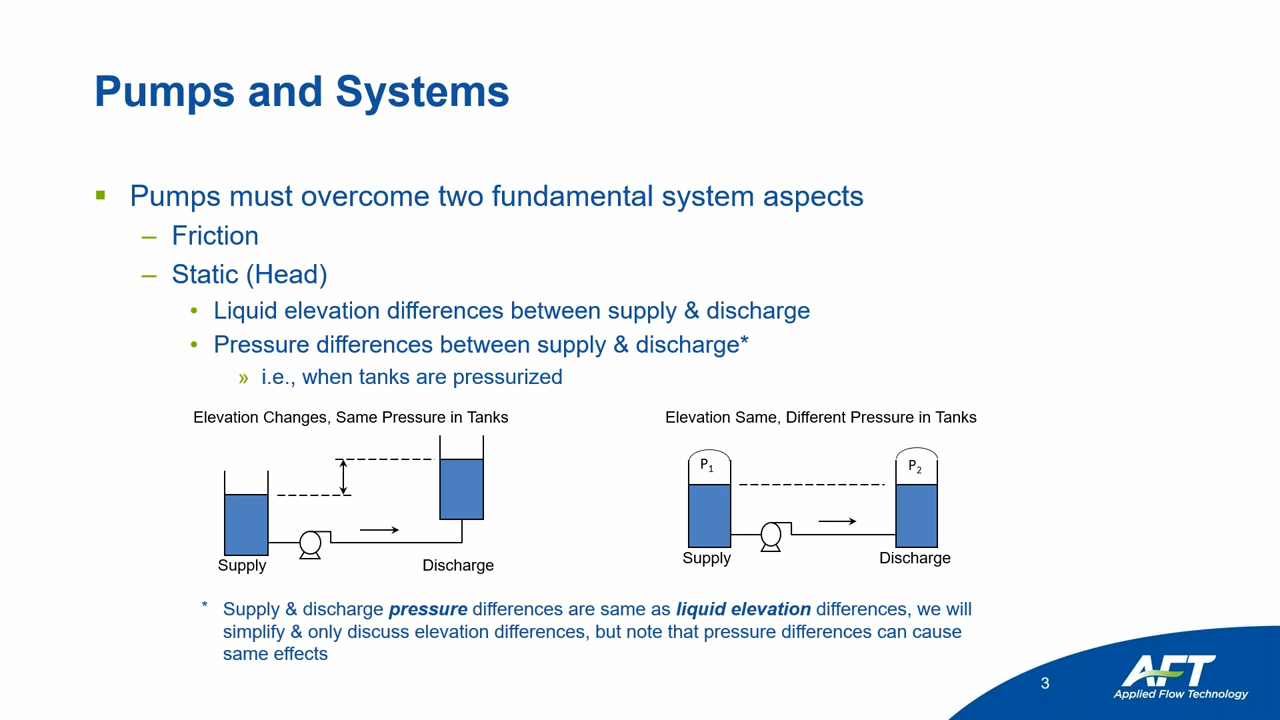 Pumps and Systems
▪ Pumps must overcome two fundamental system aspects
– Friction
– Static (Head)
• Liquid elevation differences between supply & discharge
• Pressure differences between supply & discharge*
» i.e., when tanks are pressurized
Elevation Changes, Same Pressure in Tanks
Supply
Discharge
Elevation Same, Different Pressure in Tanks
P1
P2
Supply
Discharge
* Supply & discharge pressure differences are same as liquid elevation differences, we will
simplify & only discuss elevation differences, but note that pressure differences can cause
same effects
3
AFT
Applied Flow Technology